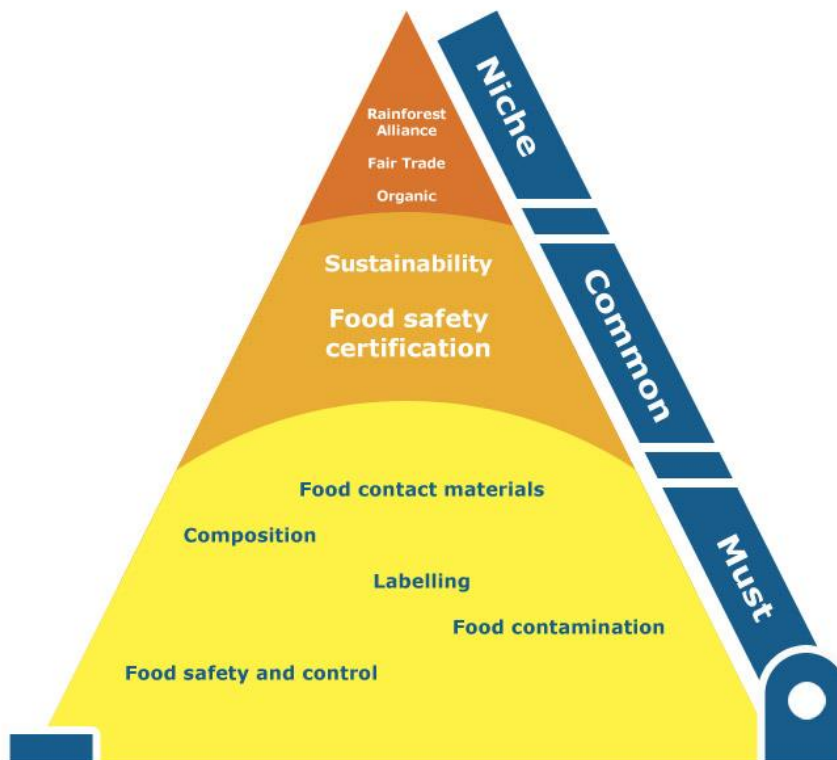 Rainforest
Alliance
Fair Trade
Organic
Niche
Sustainability
Food safety
certification
Common
Food contact materials
Composition
Labelling
Food contamination
Food safety and control
Must